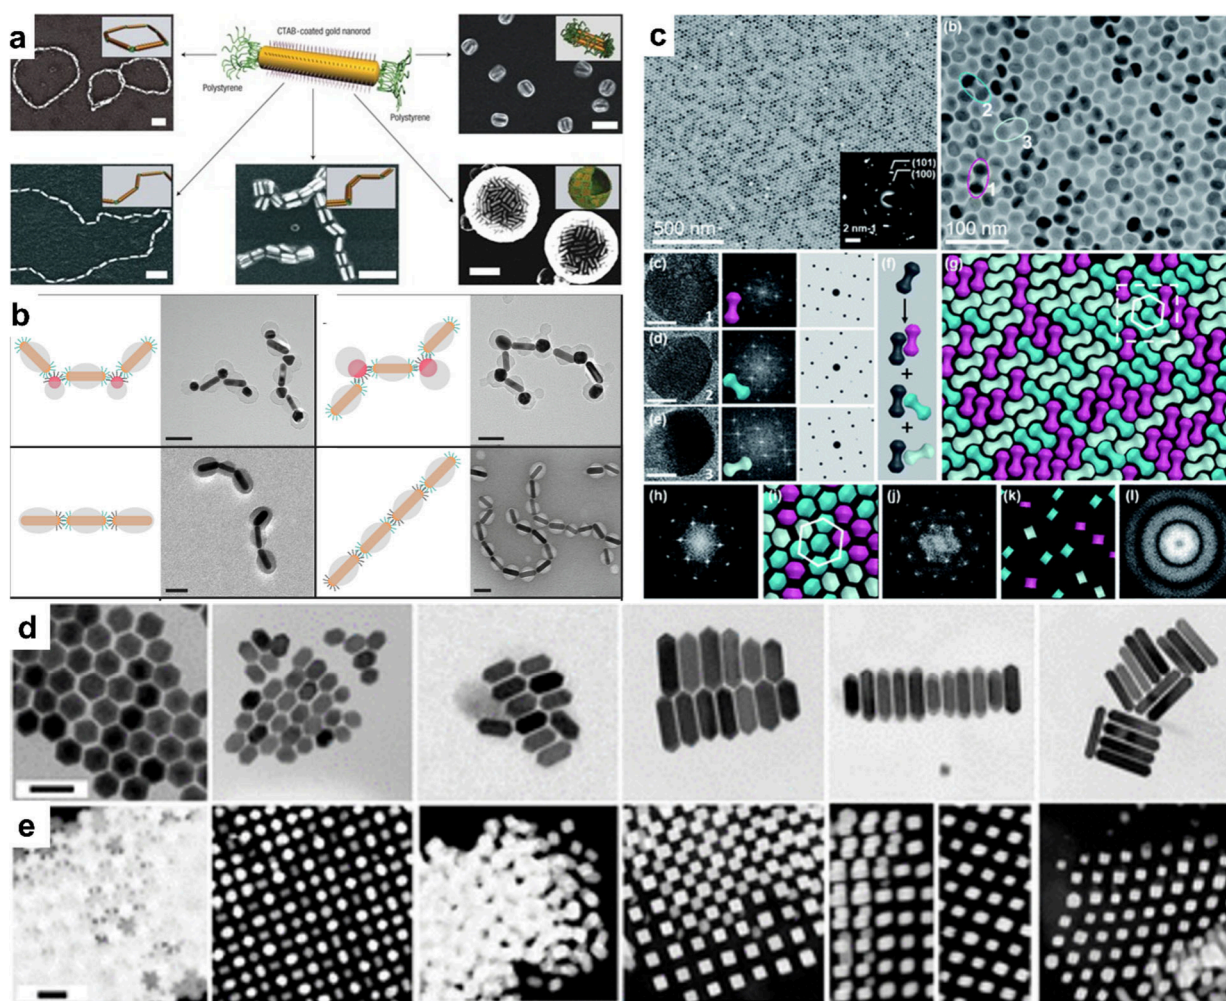 a
CTAB-coated gold nanorod
Polystyrene
Polystyrene
b
c
500 nm
(101)
(100)
2 nm-1
(b)
2
3
1
100 nm
(c)
1
(d)
2
(e)
3
(f)
+
+
(g)
(h)
(i)
(j)
(k)
(l)
d
e